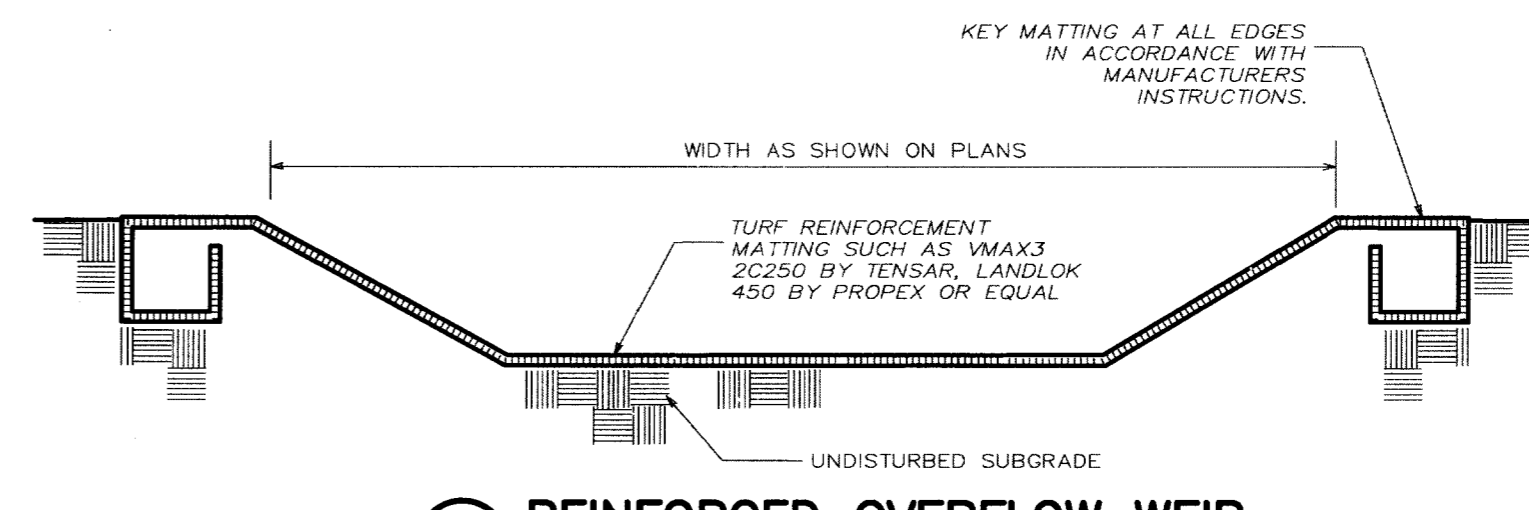 KEY MATTING AT ALL EDGES
IN ACCORDANCE WITH
MANUFACTURERS
INSTRUCTIONS.
WIDTH AS SHOWN ON PLANS
TURF REINFORCEMENT
MATTING SUCH AS VMAX3
2C250 BY TENSAR, LANDLOK
450 BY PROPEX OR EQUAL
UNDISTURBED SUBGRADE
REINFORCED OVERFLOW WEIR